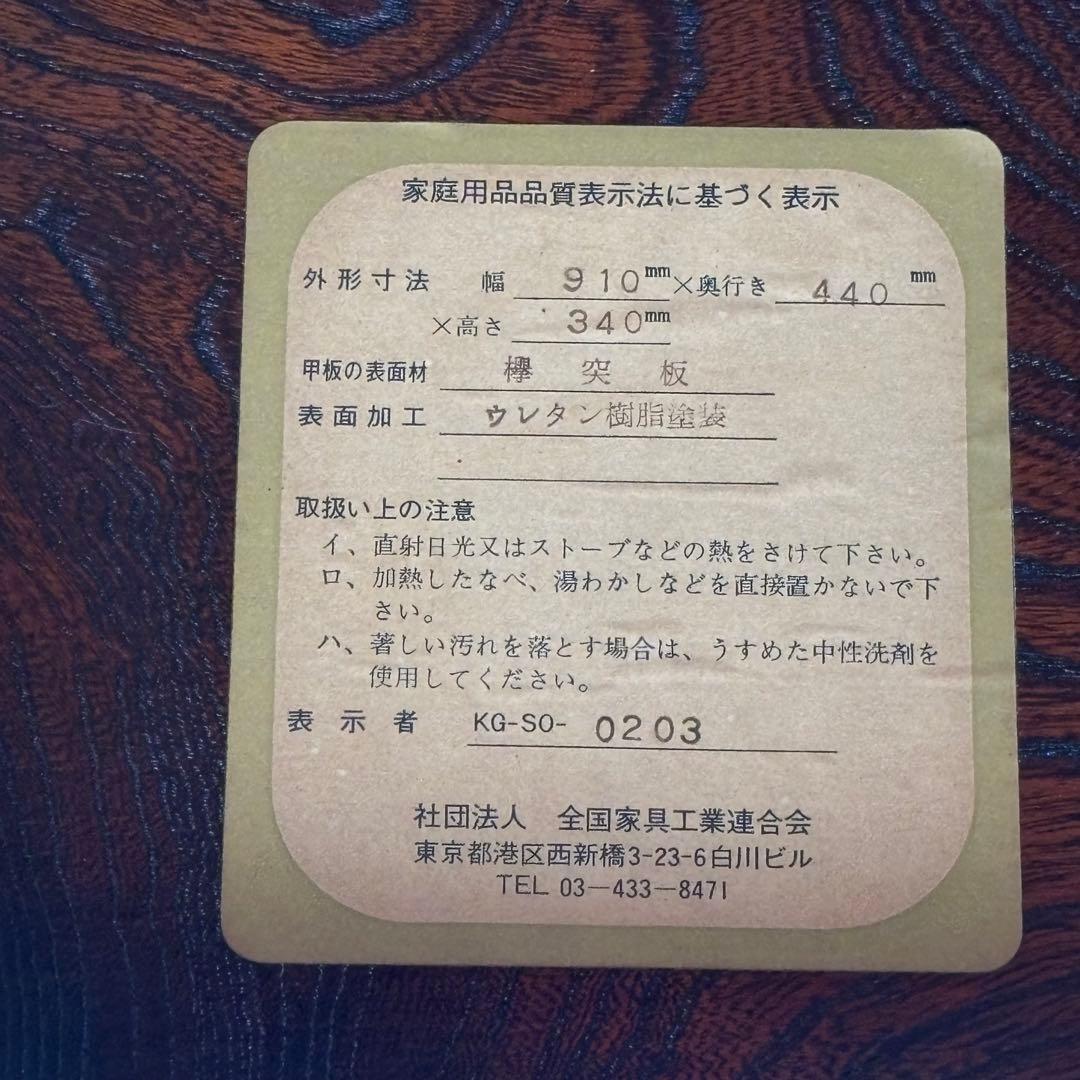 家庭用品品質表示法に基づく表示
外形寸法 幅 910mm×奥行き 440mm
×高さ 340mm
甲板の表面材 欅突板
表面加工 ウレタン樹脂塗装
取扱い上の注意
イ、直射日光又はストーブなどの熱をさけて下さい。
ロ、加熱したなべ、湯わかしなどを直接置かないで下
さい。
ハ、著しい汚れを落とす場合は、うすめた中性洗剤を
使用してください。
表示者 KG-SO-0203
社団法人 全国家具工業連合会
東京都港区西新橋3-23-6白川ビル
TEL 03-433-8471